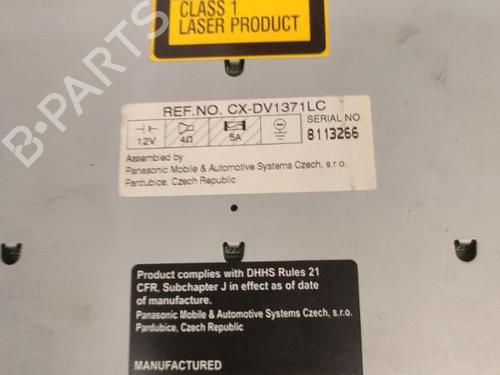 CLASS 1
LASER PRODUCT
REF.NO. CX-DV1371LC
12V 4Ω 5A
SERIAL NO.
8113266
Assembled by
Panasonic Mobile & Automotive Systems Czech, s.r.o.
Pardubice, Czech Republic
B-PARTS
Product complies with DHHS Rules 21
CFR, Subchapter J in effect as of date
of manufacture.
Panasonic Mobile & Automotive Systems Czech, s.r.o.
Pardubice, Czech Republic
MANUFACTURED